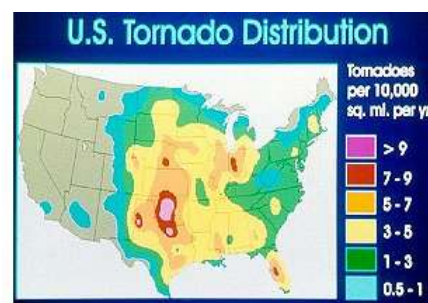 U.S. Tornado Distribution
Tornadoes
per 10,000
sq. mi. per yr
> 9
7 - 9
5 - 7
3 - 5
1 - 3
0.5 - 1